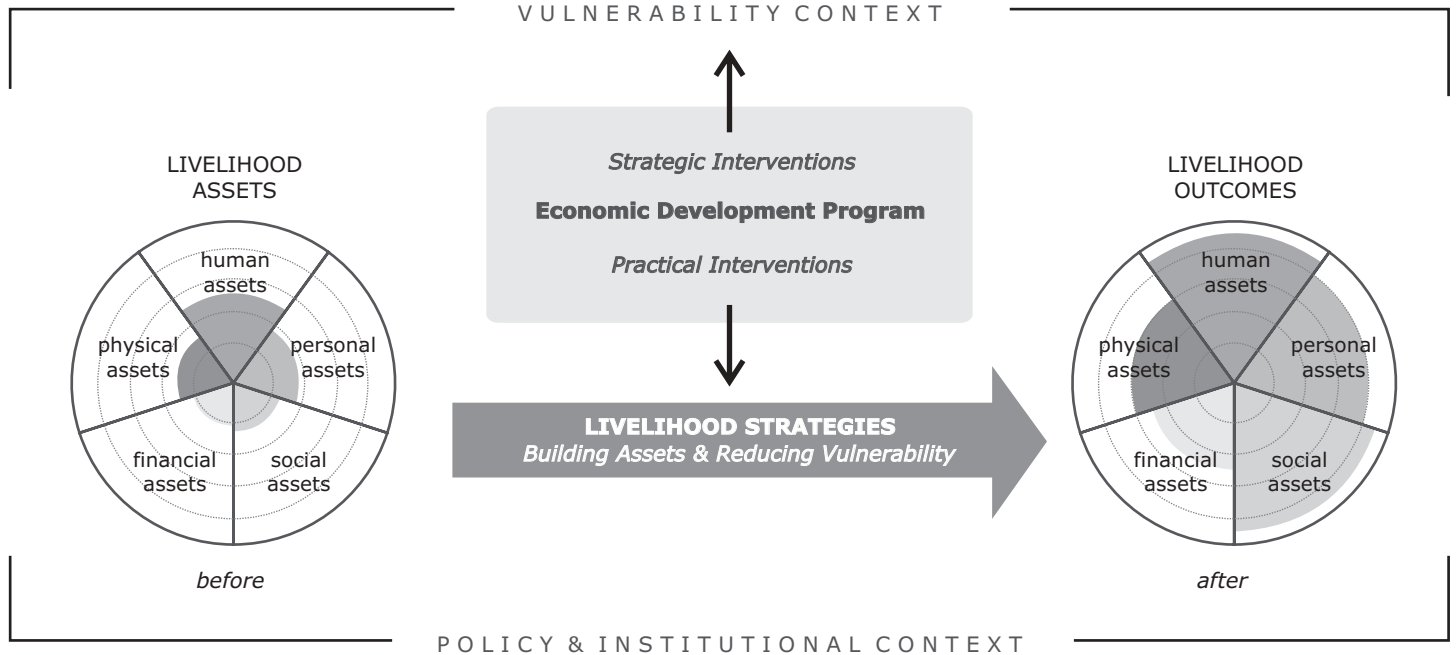 VULNERABILITY CONTEXT
LIVELIHOOD
ASSETS
human
assets
physical
assets
personal
assets
financial
assets
social
assets
before
Strategic Interventions
Economic Development Program
Practical Interventions
LIVELIHOOD STRATEGIES
Building Assets & Reducing Vulnerability
LIVELIHOOD
OUTCOMES
human
assets
physical
assets
personal
assets
financial
assets
social
assets
after
POLICY & INSTITUTIONAL CONTEXT